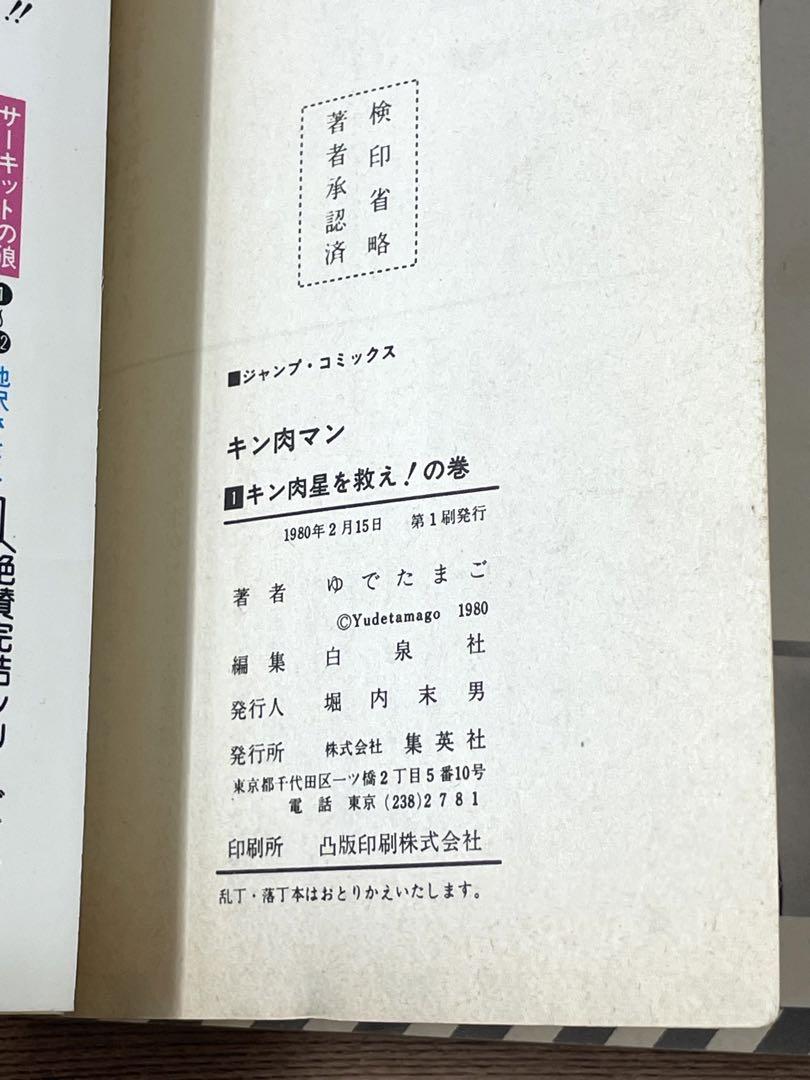 検印省略
著者承認済
■ジャンプ・コミックス
キン肉マン
1キン肉星を救え!の巻
1980年2月15日 第1刷発行
著者 ゆでたまご
©Yudetamago 1980
編集 白泉社
発行人 堀内末男
発行所 株式会社 集英社
東京都千代田区一ツ橋2丁目5番10号
電話 東京(238)2781
印刷所 凸版印刷株式会社
乱丁・落丁本はおとりかえいたします。
!!
サーキットの狼